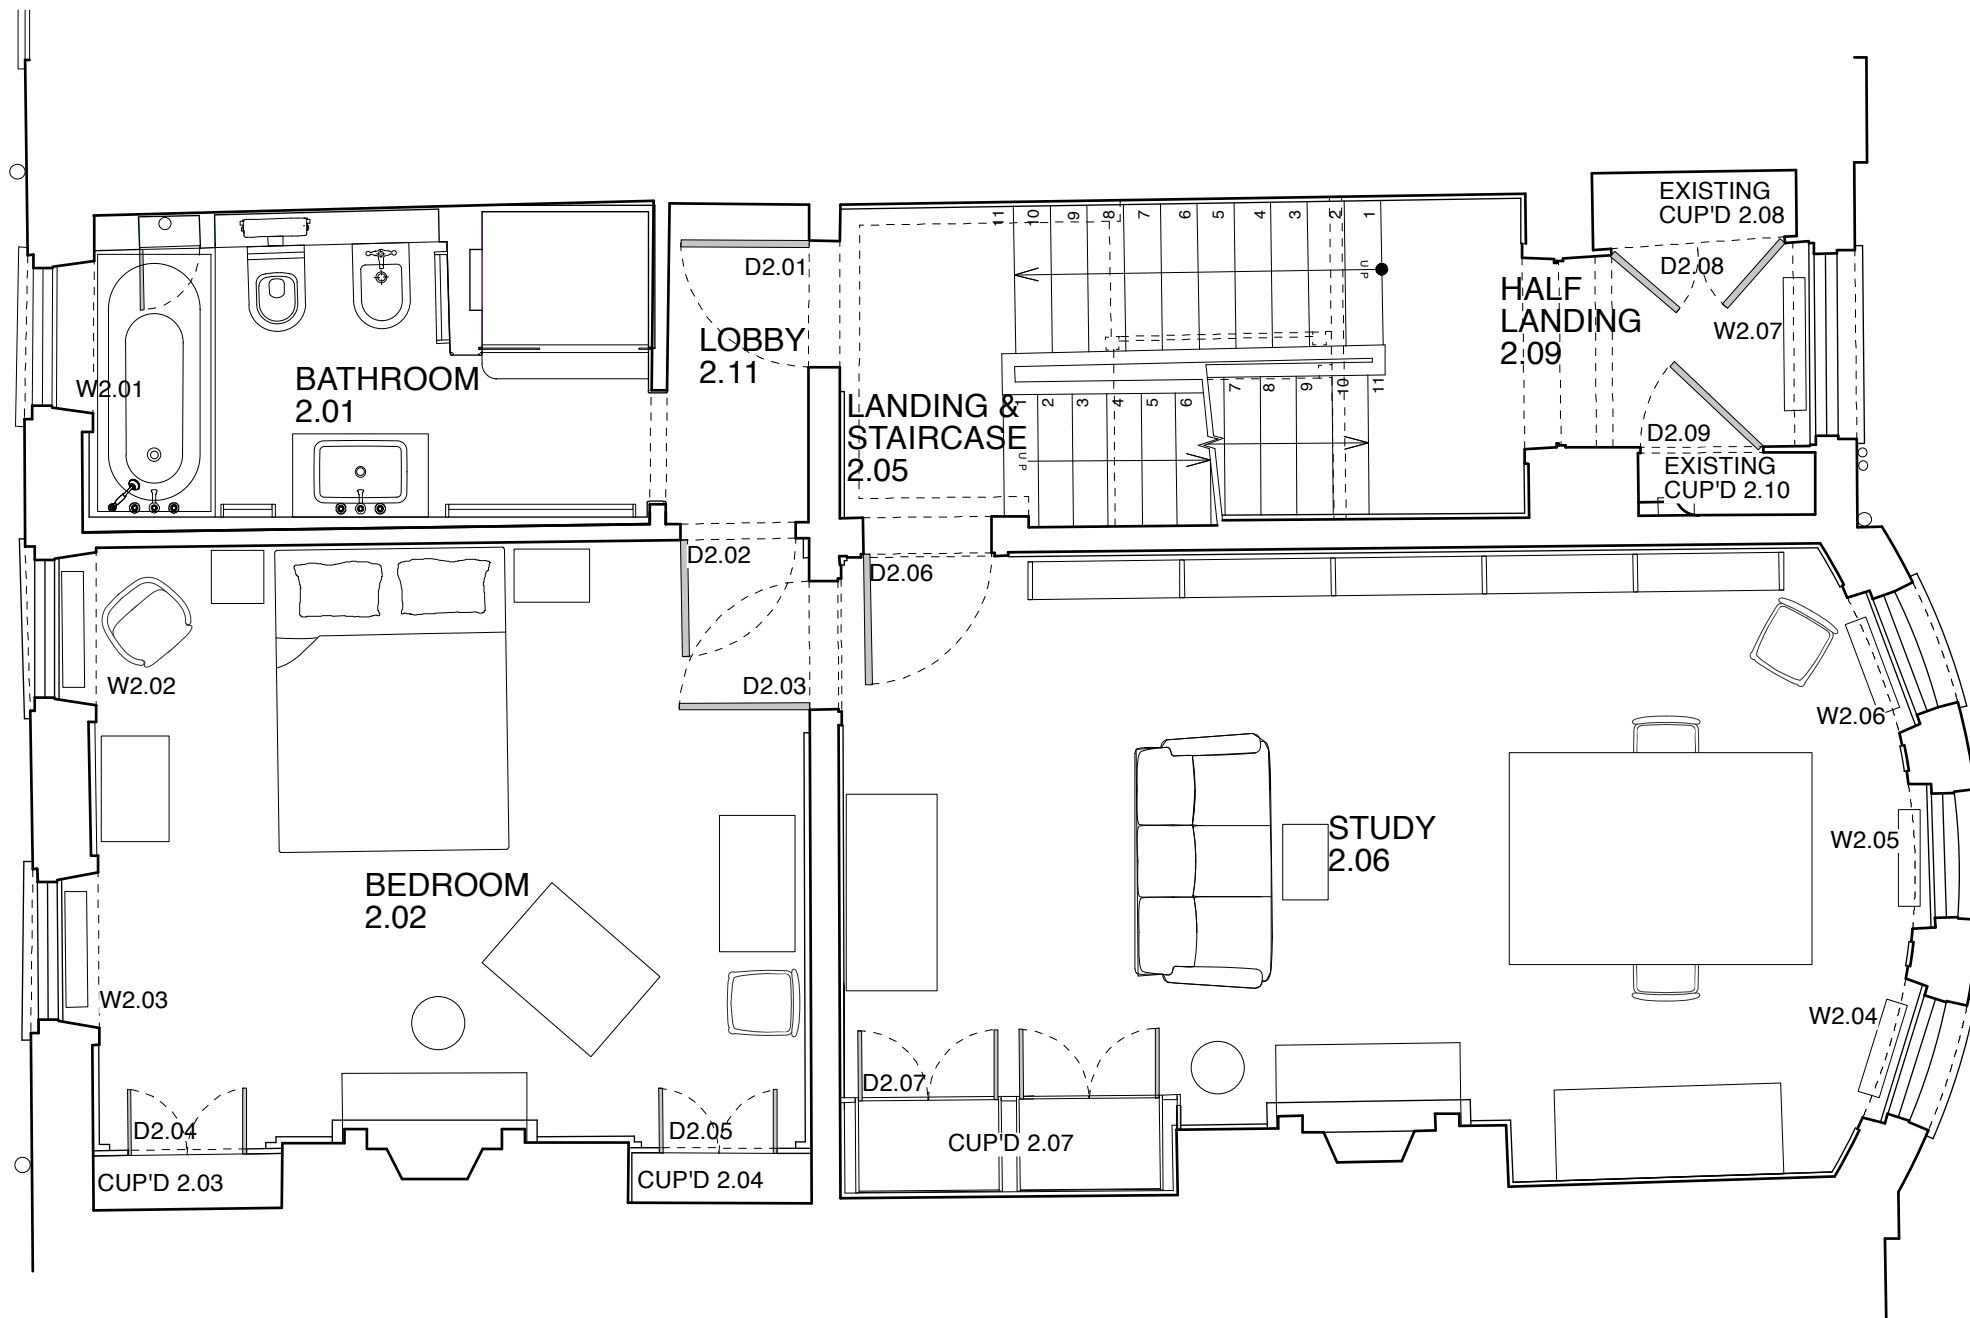 EXISTING
CUP'D 2.08
11
10
9
8
7
6
5
4
3
2
1
UP
D2.01
D2.08
HALF
LANDING
2.09
W2.07
LOBBY
2.11
W2.01
BATHROOM
2.01
LANDING &
STAIRCASE
2.05
1
2
3
4
5
6
7
8
9
10
11
UP
D2.09
EXISTING
CUP'D 2.10
D2.02
D2.06
W2.02
D2.03
W2.06
STUDY
2.06
W2.05
BEDROOM
2.02
W2.03
W2.04
D2.07
D2.04
D2.05
CUP'D 2.07
CUP'D 2.03
CUP'D 2.04